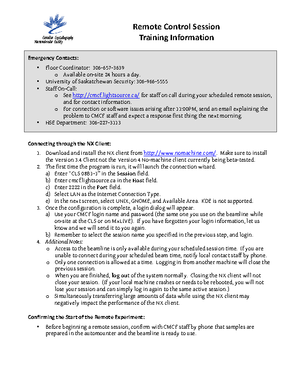 Canadian Macromolecular
Crystallography Facility
Remote Control Session
Training Information
Emergency Contacts:
• Floor Coordinator: 306-657-3639
o Available on-site 24 hours a day.
• University of Saskatchewan Security: 306-966-5555
• Staff On-Call:
o See http://cmcf.lightsource.ca/ for staff on call during your scheduled remote session,
and for contact information.
o For connection or software issues arising after 11:00PM, send an email explaining the
problem to CMCF staff and expect a response first thing the next morning.
• HSE Department: 306-227-3333
Connecting through the NX Client:
1. Download and install the NX client from http://www.nomachine.com/. Make sure to install
the Version 3.4 Client not the Version 4 No-machine client currently being beta-tested
2. The first time the program is run, it will launch the connection wizard.
a) Enter "CLS 08B1-1" in the Session field.
b) Enter cmcf.lightsource.ca in the Host field.
c) Enter 2222 in the Port field.
d) Select LAN as the Internet Connection Type.
e) In the next screen, select UNIX, GNOME, and Available Area. KDE is not supported.
3. Once the configuration is complete, a login dialog will appear.
a) Use your CMCF login name and password (the same one you use on the beamline while
on-site at the CLS or on MxLIVE). If you have forgotten your login information, let us
know and we will send it to you again.
b) Remember to select the session name you specified in the previous step, and login.
4. Additional Notes:
o Access to the beamline is only available during your scheduled session time. If you are
unable to connect during your scheduled beam time, notify local contact staff by phone.
o Only one connection is allowed at a time. Logging in from another machine will close the
previous session.
o When you are finished, log out of the system normally. Closing the NX client will not
close your session. (If your local machine crashes or needs to be rebooted, you will not
lose your session and can simply log in again to the same active session.)
o Simultaneously transferring large amounts of data while using the NX client may
negatively impact the performance of the NX client.
Confirming the Start of the Remote Experiment:
• Before beginning a remote session, confirm with CMCF staff by phone that samples are
prepared in the automounter and the beamline is ready to use.